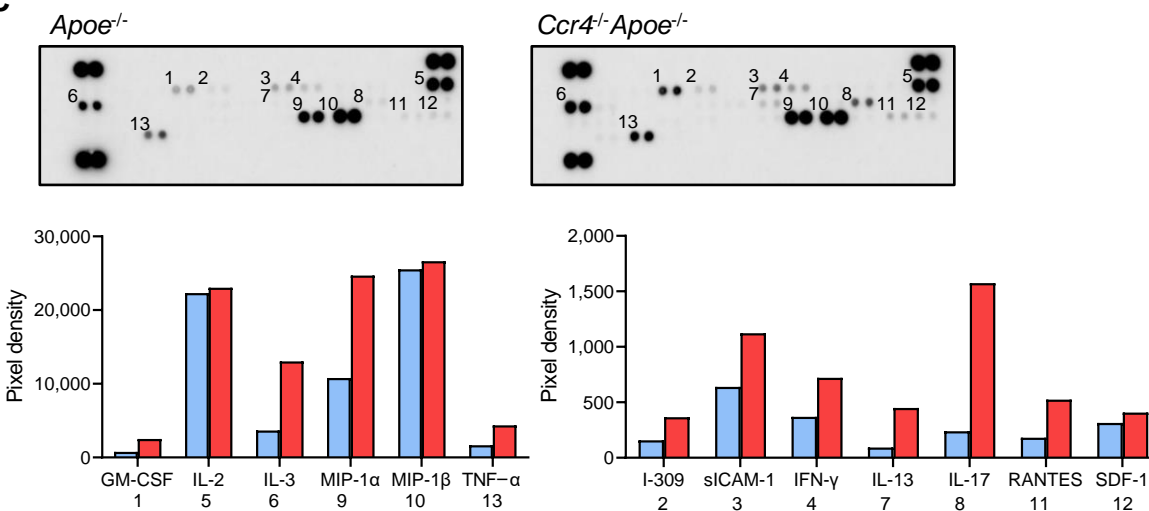 Apoe-/-
Ccr4-/-Apoe-/-
1 2 3 4 5
6 7 8
9 10 11 12
13
1 2 3 4 5
6 7 8
9 10 11 12
13
30,000
20,000
10,000
0
Pixel density
GM-CSF IL-2 IL-3 MIP-1α MIP-1β TNF−α
1 5 6 9 10 13
2,000
1,500
1,000
500
0
Pixel density
I-309 sICAM-1 IFN-γ IL-13 IL-17 RANTES SDF-1
2 3 4 7 8 11 12